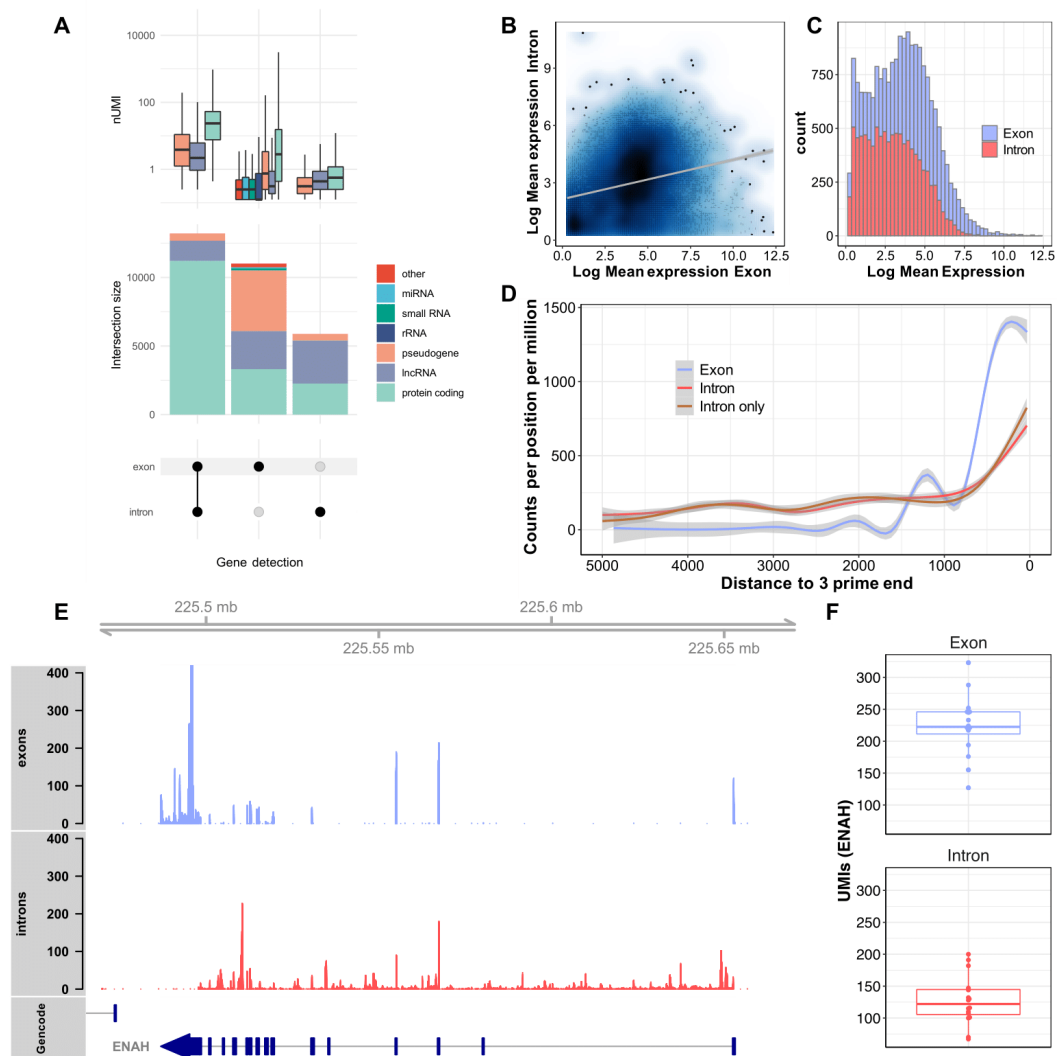 A
10000
100
1
nUMI
10000
5000
0
Intersection size
other
miRNA
small RNA
rRNA
pseudogene
lncRNA
protein coding
exon
intron
Gene detection
B
9
6
3
0
Log Mean expression Intron
0.0 2.5 5.0 7.5 10.0 12.5
Log Mean expression Exon
C
750
500
250
0
count
Exon
Intron
0.0 2.5 5.0 7.5 10.0 12.5
Log Mean Expression
D
1500
1000
500
0
Counts per position per million
Exon
Intron
Intron only
5000 4000 3000 2000 1000 0
Distance to 3 prime end
E
225.5 mb 225.6 mb
225.55 mb 225.65 mb
exons
400
300
200
100
0
introns
400
300
200
100
0
Gencode
ENAH
F
UMIs (ENAH)
Exon
300
250
200
150
100
Intron
300
250
200
150
100